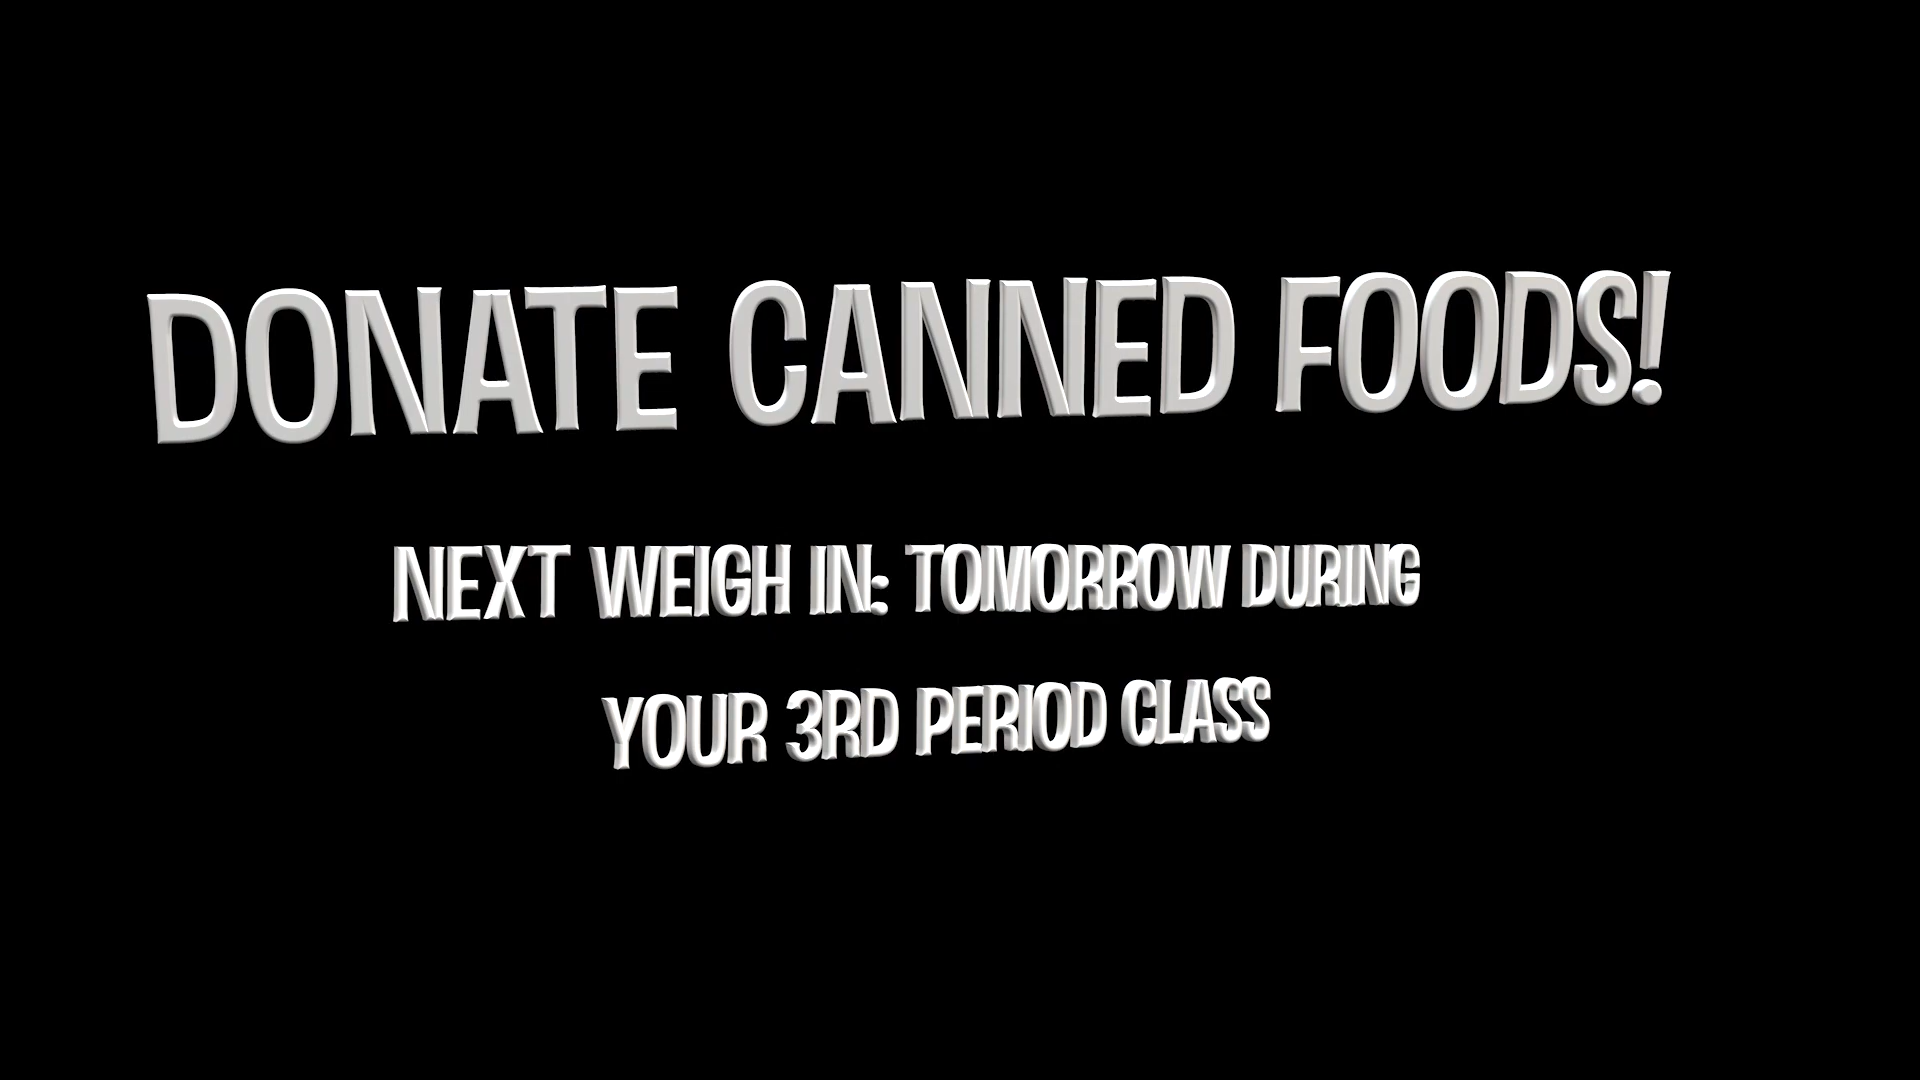 DONATE CANNED FOODS!
NEXT WEIGH IN: TOMORROW DURING
YOUR 3RD PERIOD CLASS